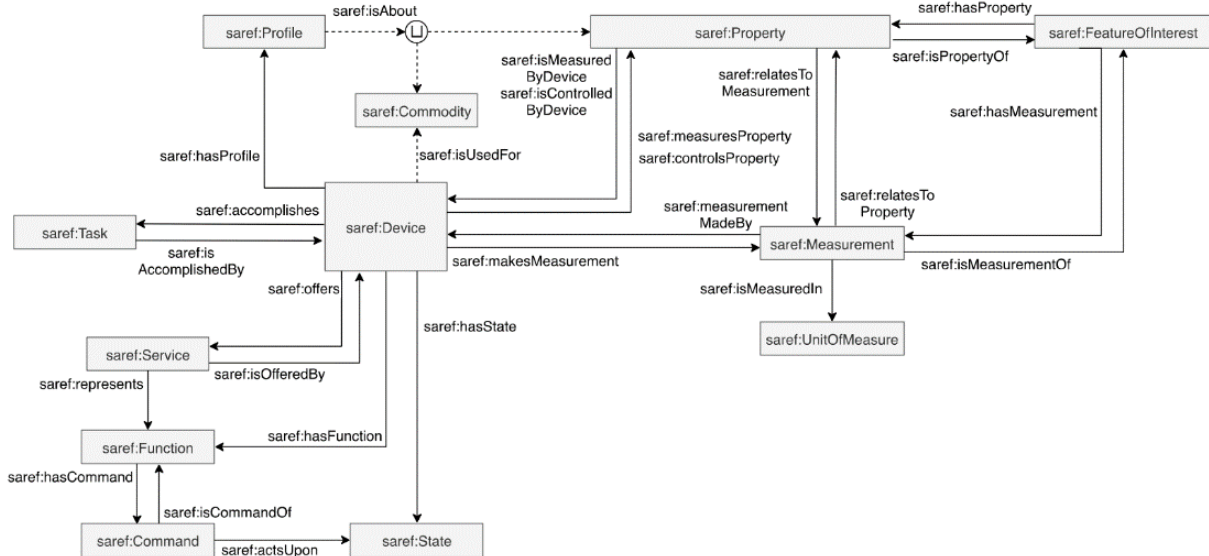 saref:isAbout
saref:hasProperty
saref:Profile
saref:Property
saref:FeatureOfInterest
saref:isPropertyOf
saref:isMeasured
ByDevice
saref:isControlled
ByDevice
saref:relatesTo
Measurement
saref:Commodity
saref:hasMeasurement
saref:measuresProperty
saref:controlsProperty
saref:hasProfile
saref:isUsedFor
saref:relatesTo
Property
saref:accomplishes
saref:measurement
MadeBy
saref:Task
saref:Device
saref:Measurement
saref:is
AccomplishedBy
saref:makesMeasurement
saref:isMeasurementOf
saref:offers
saref:isMeasuredIn
saref:hasState
saref:UnitOfMeasure
saref:Service
saref:isOfferedBy
saref:represents
saref:hasFunction
saref:Function
saref:hasCommand
saref:isCommandOf
saref:Command
saref:State
saref:actsUpon